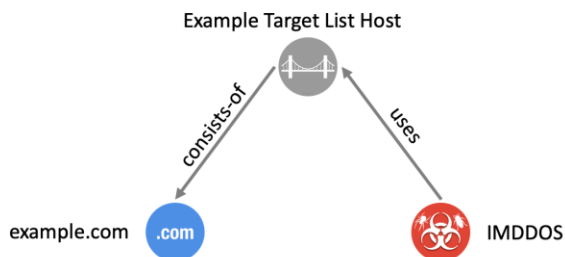 Example Target List Host
consists-of
uses
example.com
.com
IMDDOS